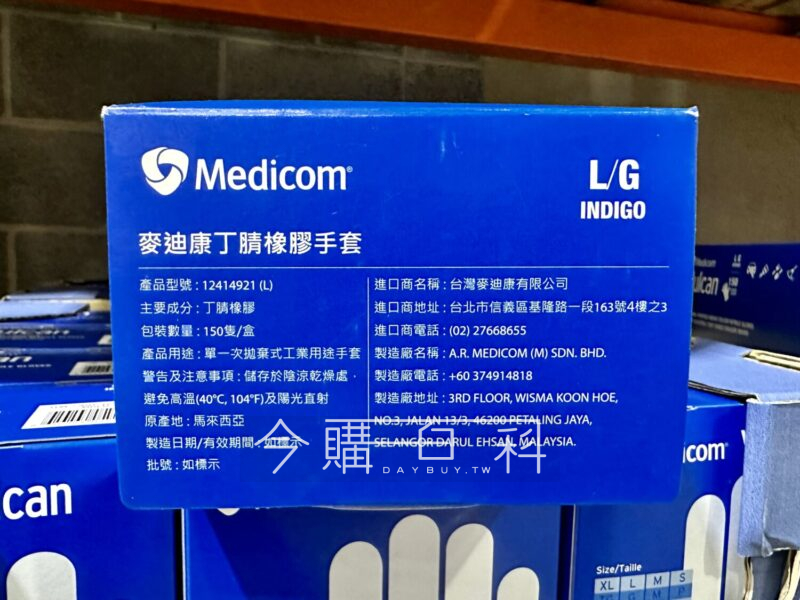 Medicom®
L/G
INDIGO
麥迪康丁腈橡膠手套
產品型號：12414921 (L)
主要成分：丁腈橡膠
包裝數量：150隻/盒
產品用途：單一次拋棄式工業用途手套
警告及注意事項：儲存於陰涼乾燥處，
避免高溫(40°C, 104°F)及陽光直射
原產地：馬來西亞
製造日期/有效期間：如標示
批號：如標示
進口商名稱：台灣麥迪康有限公司
進口商地址：台北市信義區基隆路一段163號4樓之3
進口商電話：(02) 27668655
製造廠名稱：A.R. MEDICOM (M) SDN. BHD.
製造廠電話：+60 374914818
製造廠地址：3RD FLOOR, WISMA KOON HOE,
NO.3, JALAN 13/3, 46200 PETALING JAYA,
SELANGOR DARUL EHSAN, MALAYSIA.
今購百科
DAYBUY.TW
Medicom
ulcan
L/G
150
can
com®
Size/Taille
XL L M S